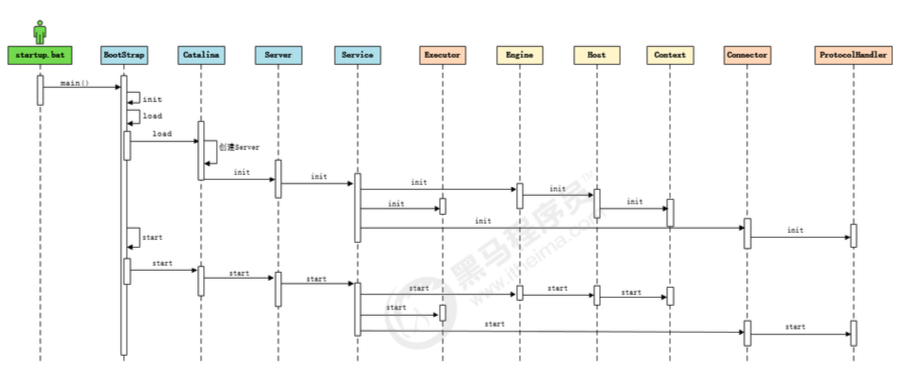 startup.bat BootStrap Catalina Server Service Executor Engine Host Context Connector ProtocolHandler
main()
init
load
load
创建Server
init
init
init
init
init
init
init
init
start
start
start
start
start
start
start
start
start
start
黑马程序员™
www.itheima.com